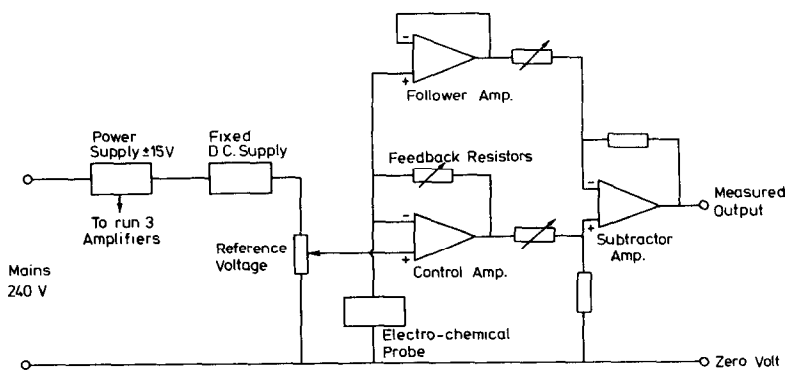 -
+
Follower Amp.
Power
Supply ±15V
Fixed
D.C. Supply
Feedback Resistors
To run 3
Amplifiers
-
+
Measured
Output
Reference
Voltage
-
+
Control Amp.
Subtractor
Amp.
Mains
240 V
Electro-chemical
Probe
Zero Volt